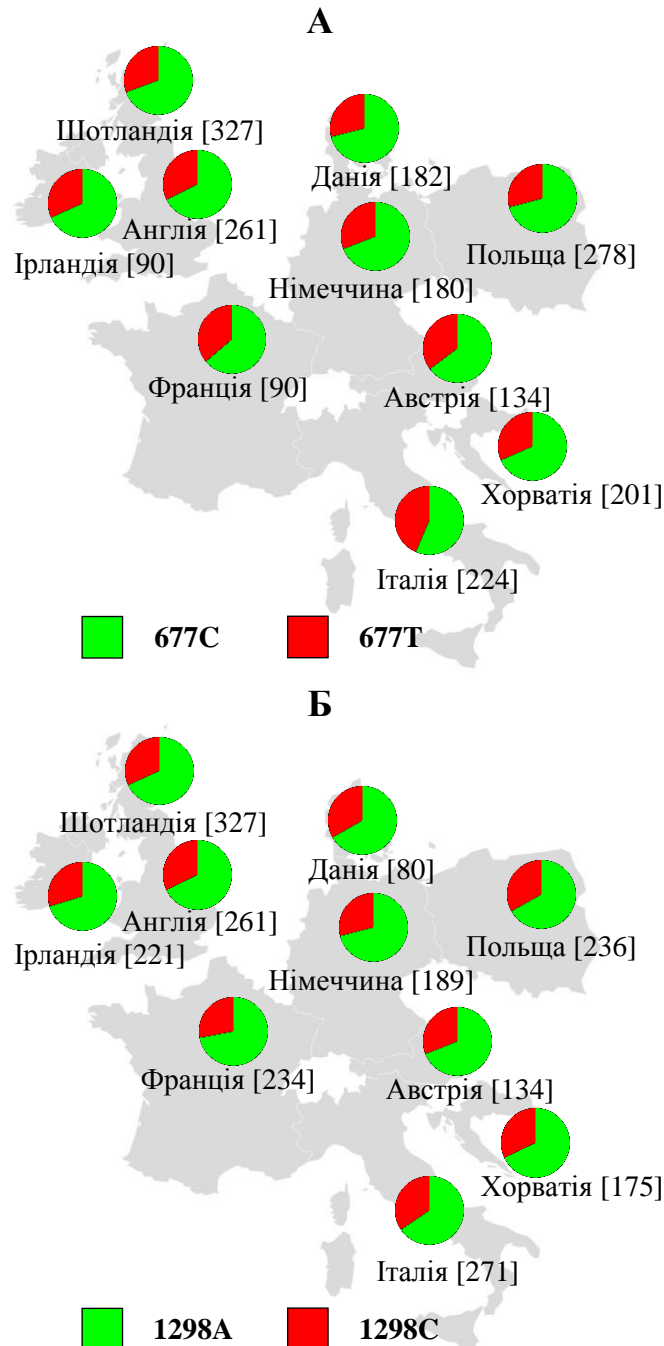 А
Шотландія [327]
Данія [182]
Англія [261]
Польща [278]
Ірландія [90]
Німеччина [180]
Франція [90]
Австрія [134]
Хорватія [201]
Італія [224]
677C
677T
Б
Шотландія [327]
Данія [80]
Англія [261]
Польща [236]
Ірландія [221]
Німеччина [189]
Франція [234]
Австрія [134]
Хорватія [175]
Італія [271]
1298A
1298C